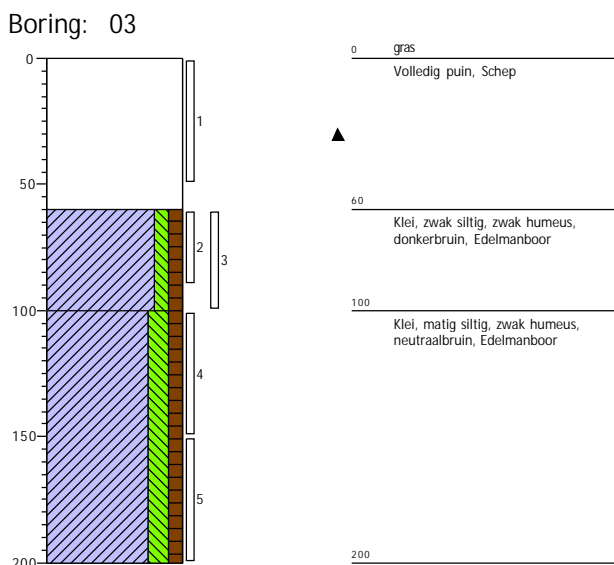 Boring: 03
0
50
100
150
200
1
2
3
4
5
0 gras
Volledig puin, Schep
60
Klei, zwak siltig, zwak humeus,
donkerbruin, Edelmanboor
100
Klei, matig siltig, zwak humeus,
neutraalbruin, Edelmanboor
200